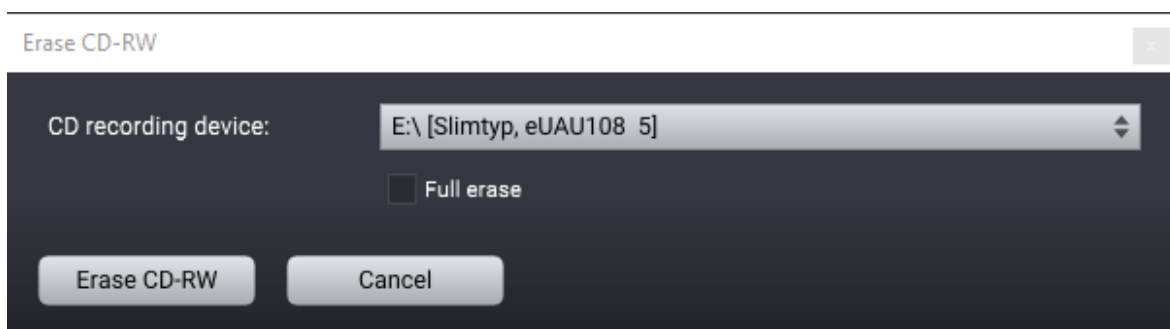 Erase CD-RW
x
CD recording device:
E:\ [Slimtyp, eUAU108  5]
Full erase
Erase CD-RW
Cancel